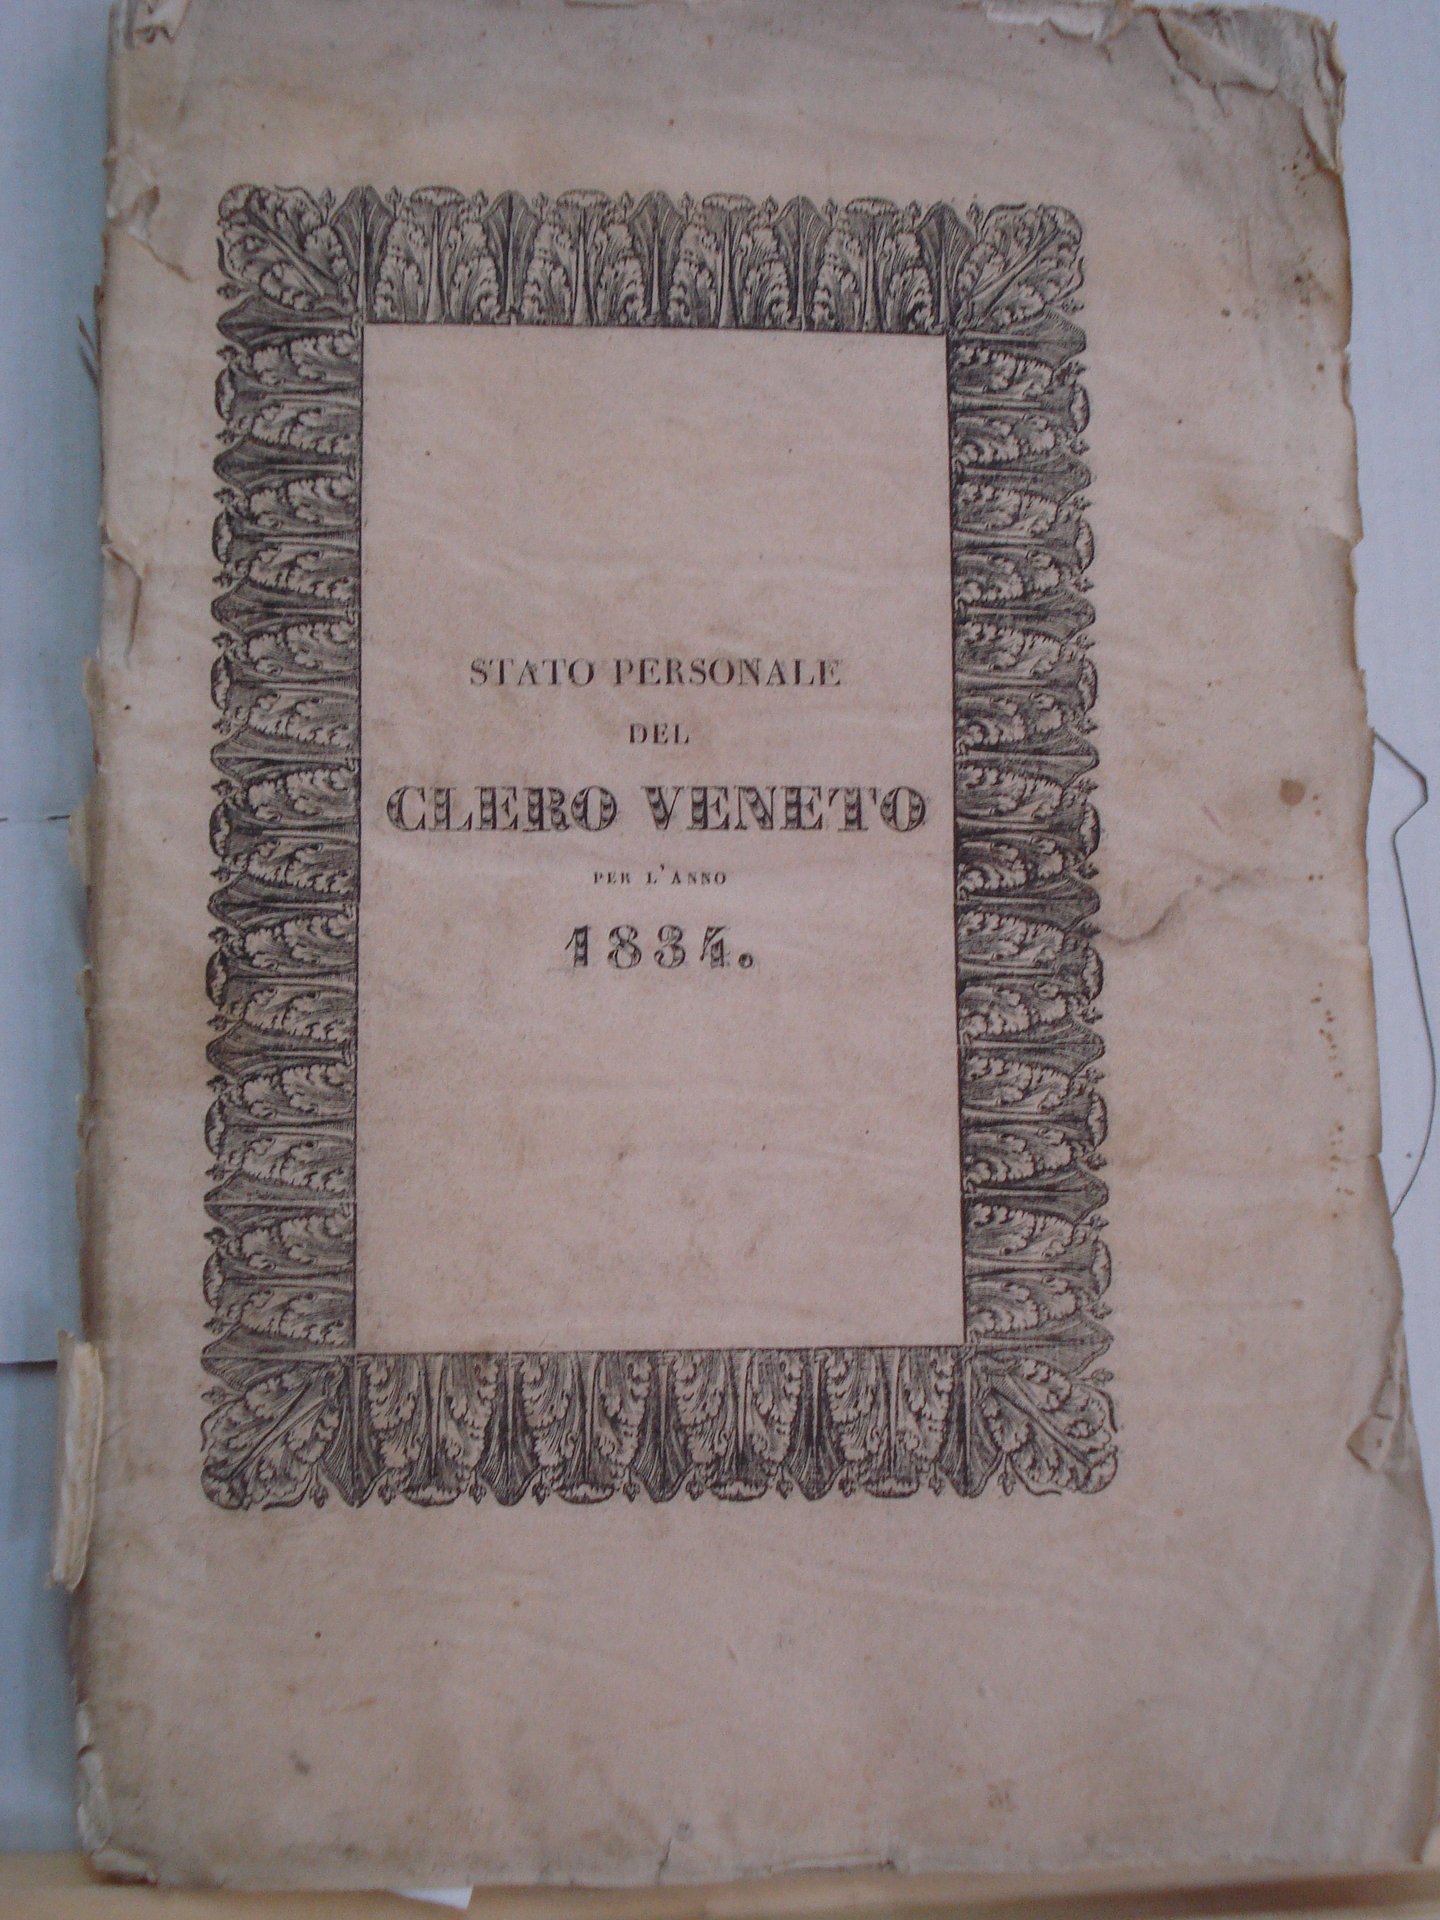 STATO PERSONALE
DEL
CLERO VENETO
PER L'ANNO
1834.